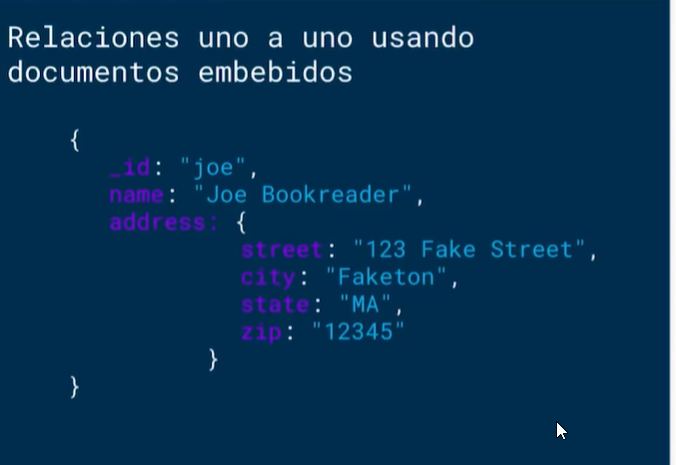 Relaciones uno a uno usando
documentos embebidos
{
_id: "joe",
name: "Joe Bookreader",
address: {
street: "123 Fake Street",
city: "Faketon",
state: "MA",
zip: "12345"
}
}